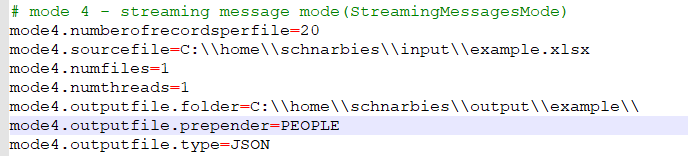 # mode 4 - streaming message mode(StreamingMessagesMode)
mode4.numberofrecordsperfile=20
mode4.sourcefile=C:\\home\\schnarbies\\input\\example.xlsx
mode4.numfiles=1
mode4.numthreads=1
mode4.outputfile.folder=C:\\home\\schnarbies\\output\\example\\
mode4.outputfile.prepender=PEOPLE
mode4.outputfile.type=JSON